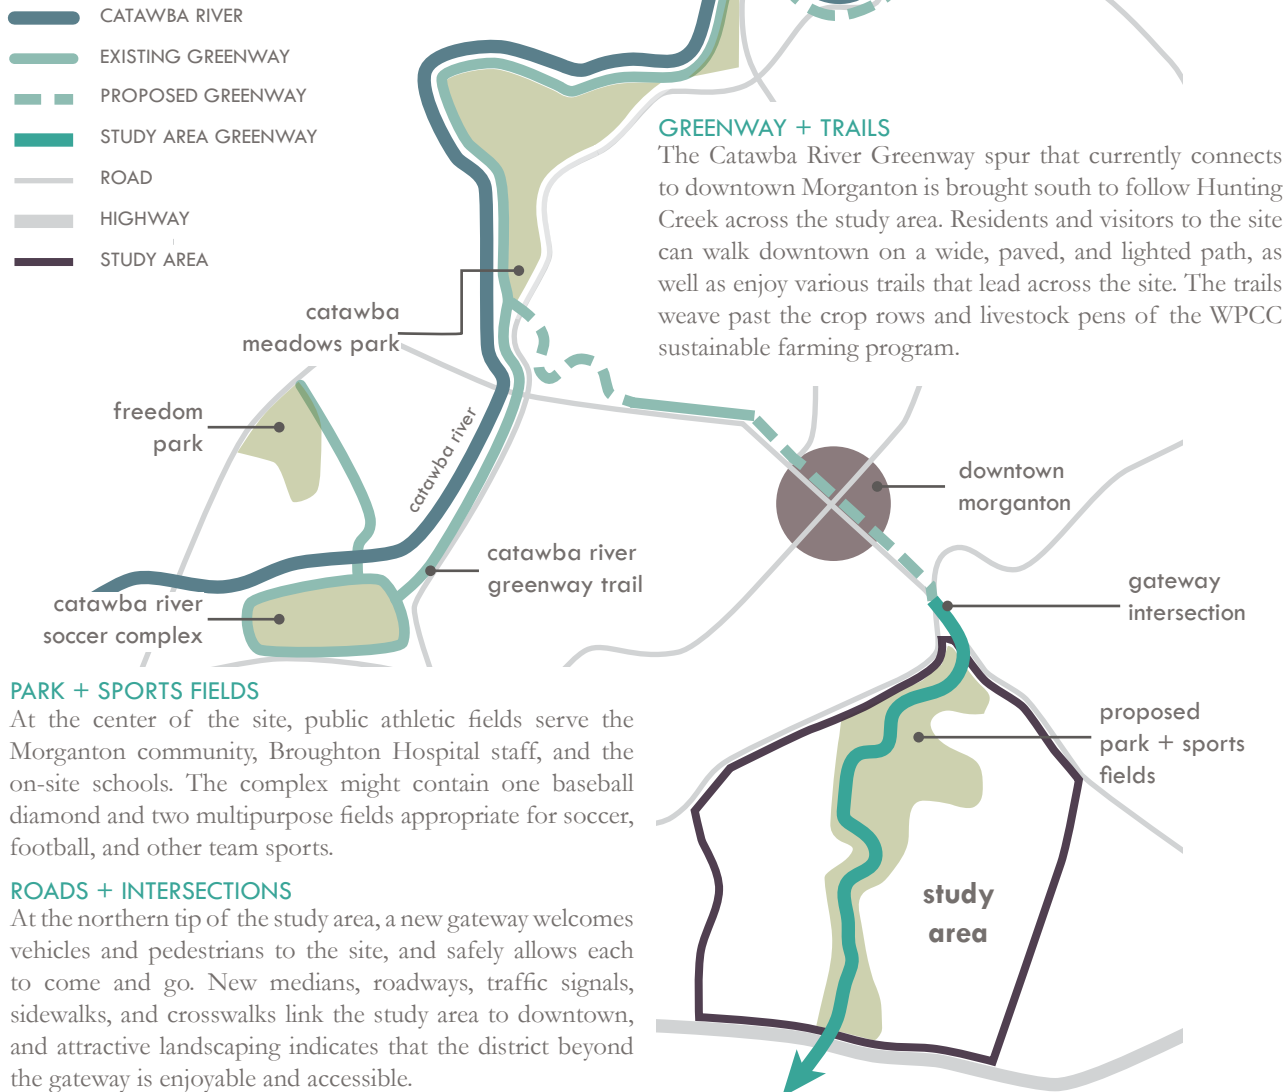 CATAWBA RIVER
EXISTING GREENWAY
PROPOSED GREENWAY
STUDY AREA GREENWAY
ROAD
HIGHWAY
STUDY AREA
GREENWAY + TRAILS
The Catawba River Greenway spur that currently connects
to downtown Morganton is brought south to follow Hunting
Creek across the study area. Residents and visitors to the site
can walk downtown on a wide, paved, and lighted path, as
well as enjoy various trails that lead across the site. The trails
weave past the crop rows and livestock pens of the WPCC
sustainable farming program.
catawba
meadows park
freedom
park
catawba river
catawba river
greenway trail
catawba river
soccer complex
downtown
morganton
gateway
intersection
proposed
park + sports
fields
study
area
PARK + SPORTS FIELDS
At the center of the site, public athletic fields serve the
Morganton community, Broughton Hospital staff, and the
on-site schools. The complex might contain one baseball
diamond and two multipurpose fields appropriate for soccer,
football, and other team sports.
ROADS + INTERSECTIONS
At the northern tip of the study area, a new gateway welcomes
vehicles and pedestrians to the site, and safely allows each
to come and go. New medians, roadways, traffic signals,
sidewalks, and crosswalks link the study area to downtown,
and attractive landscaping indicates that the district beyond
the gateway is enjoyable and accessible.